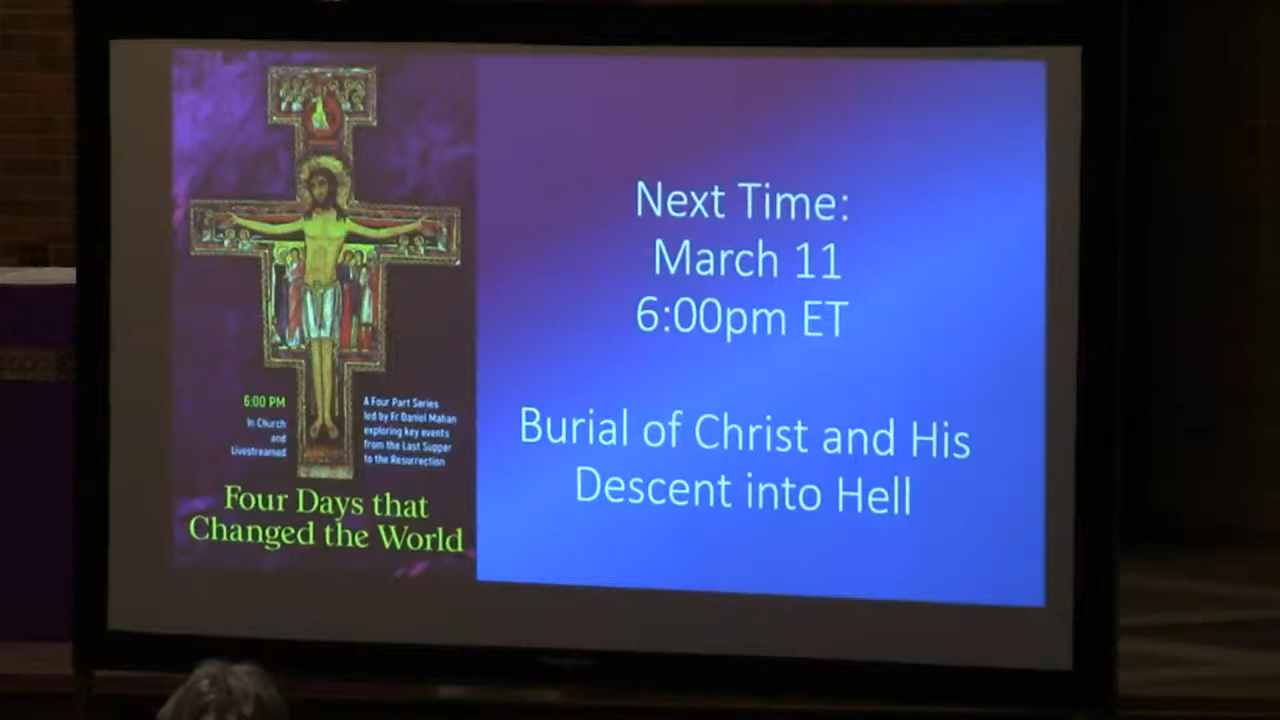 6:00 PM
In Church
and
Livestreamed
A Four Part Series
led by Fr Daniel Mahan
exploring key events
from the Last Supper
to the Resurrection
Four Days that
Changed the World
Next Time:
March 11
6:00pm ET
Burial of Christ and His
Descent into Hell